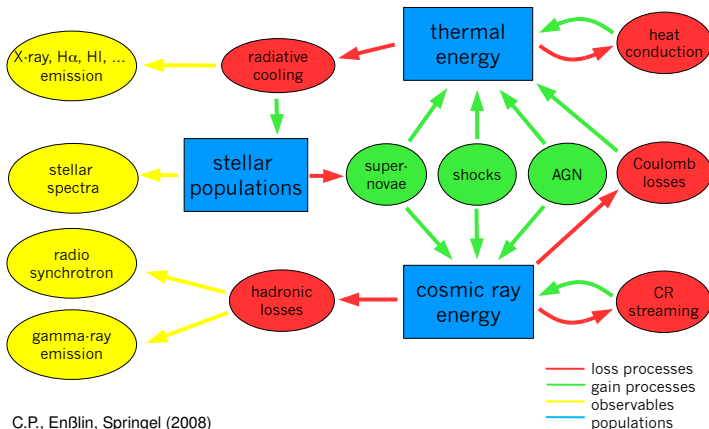 X-ray, Hα, HI, ...
emission
radiative
cooling
thermal
energy
heat
conduction
stellar
spectra
stellar
populations
super-
novae
shocks
AGN
Coulomb
losses
radio
synchrotron
gamma-ray
emission
hadronic
losses
cosmic ray
energy
CR
streaming
loss processes
gain processes
observables
populations
C.P., Enßlin, Springel (2008)